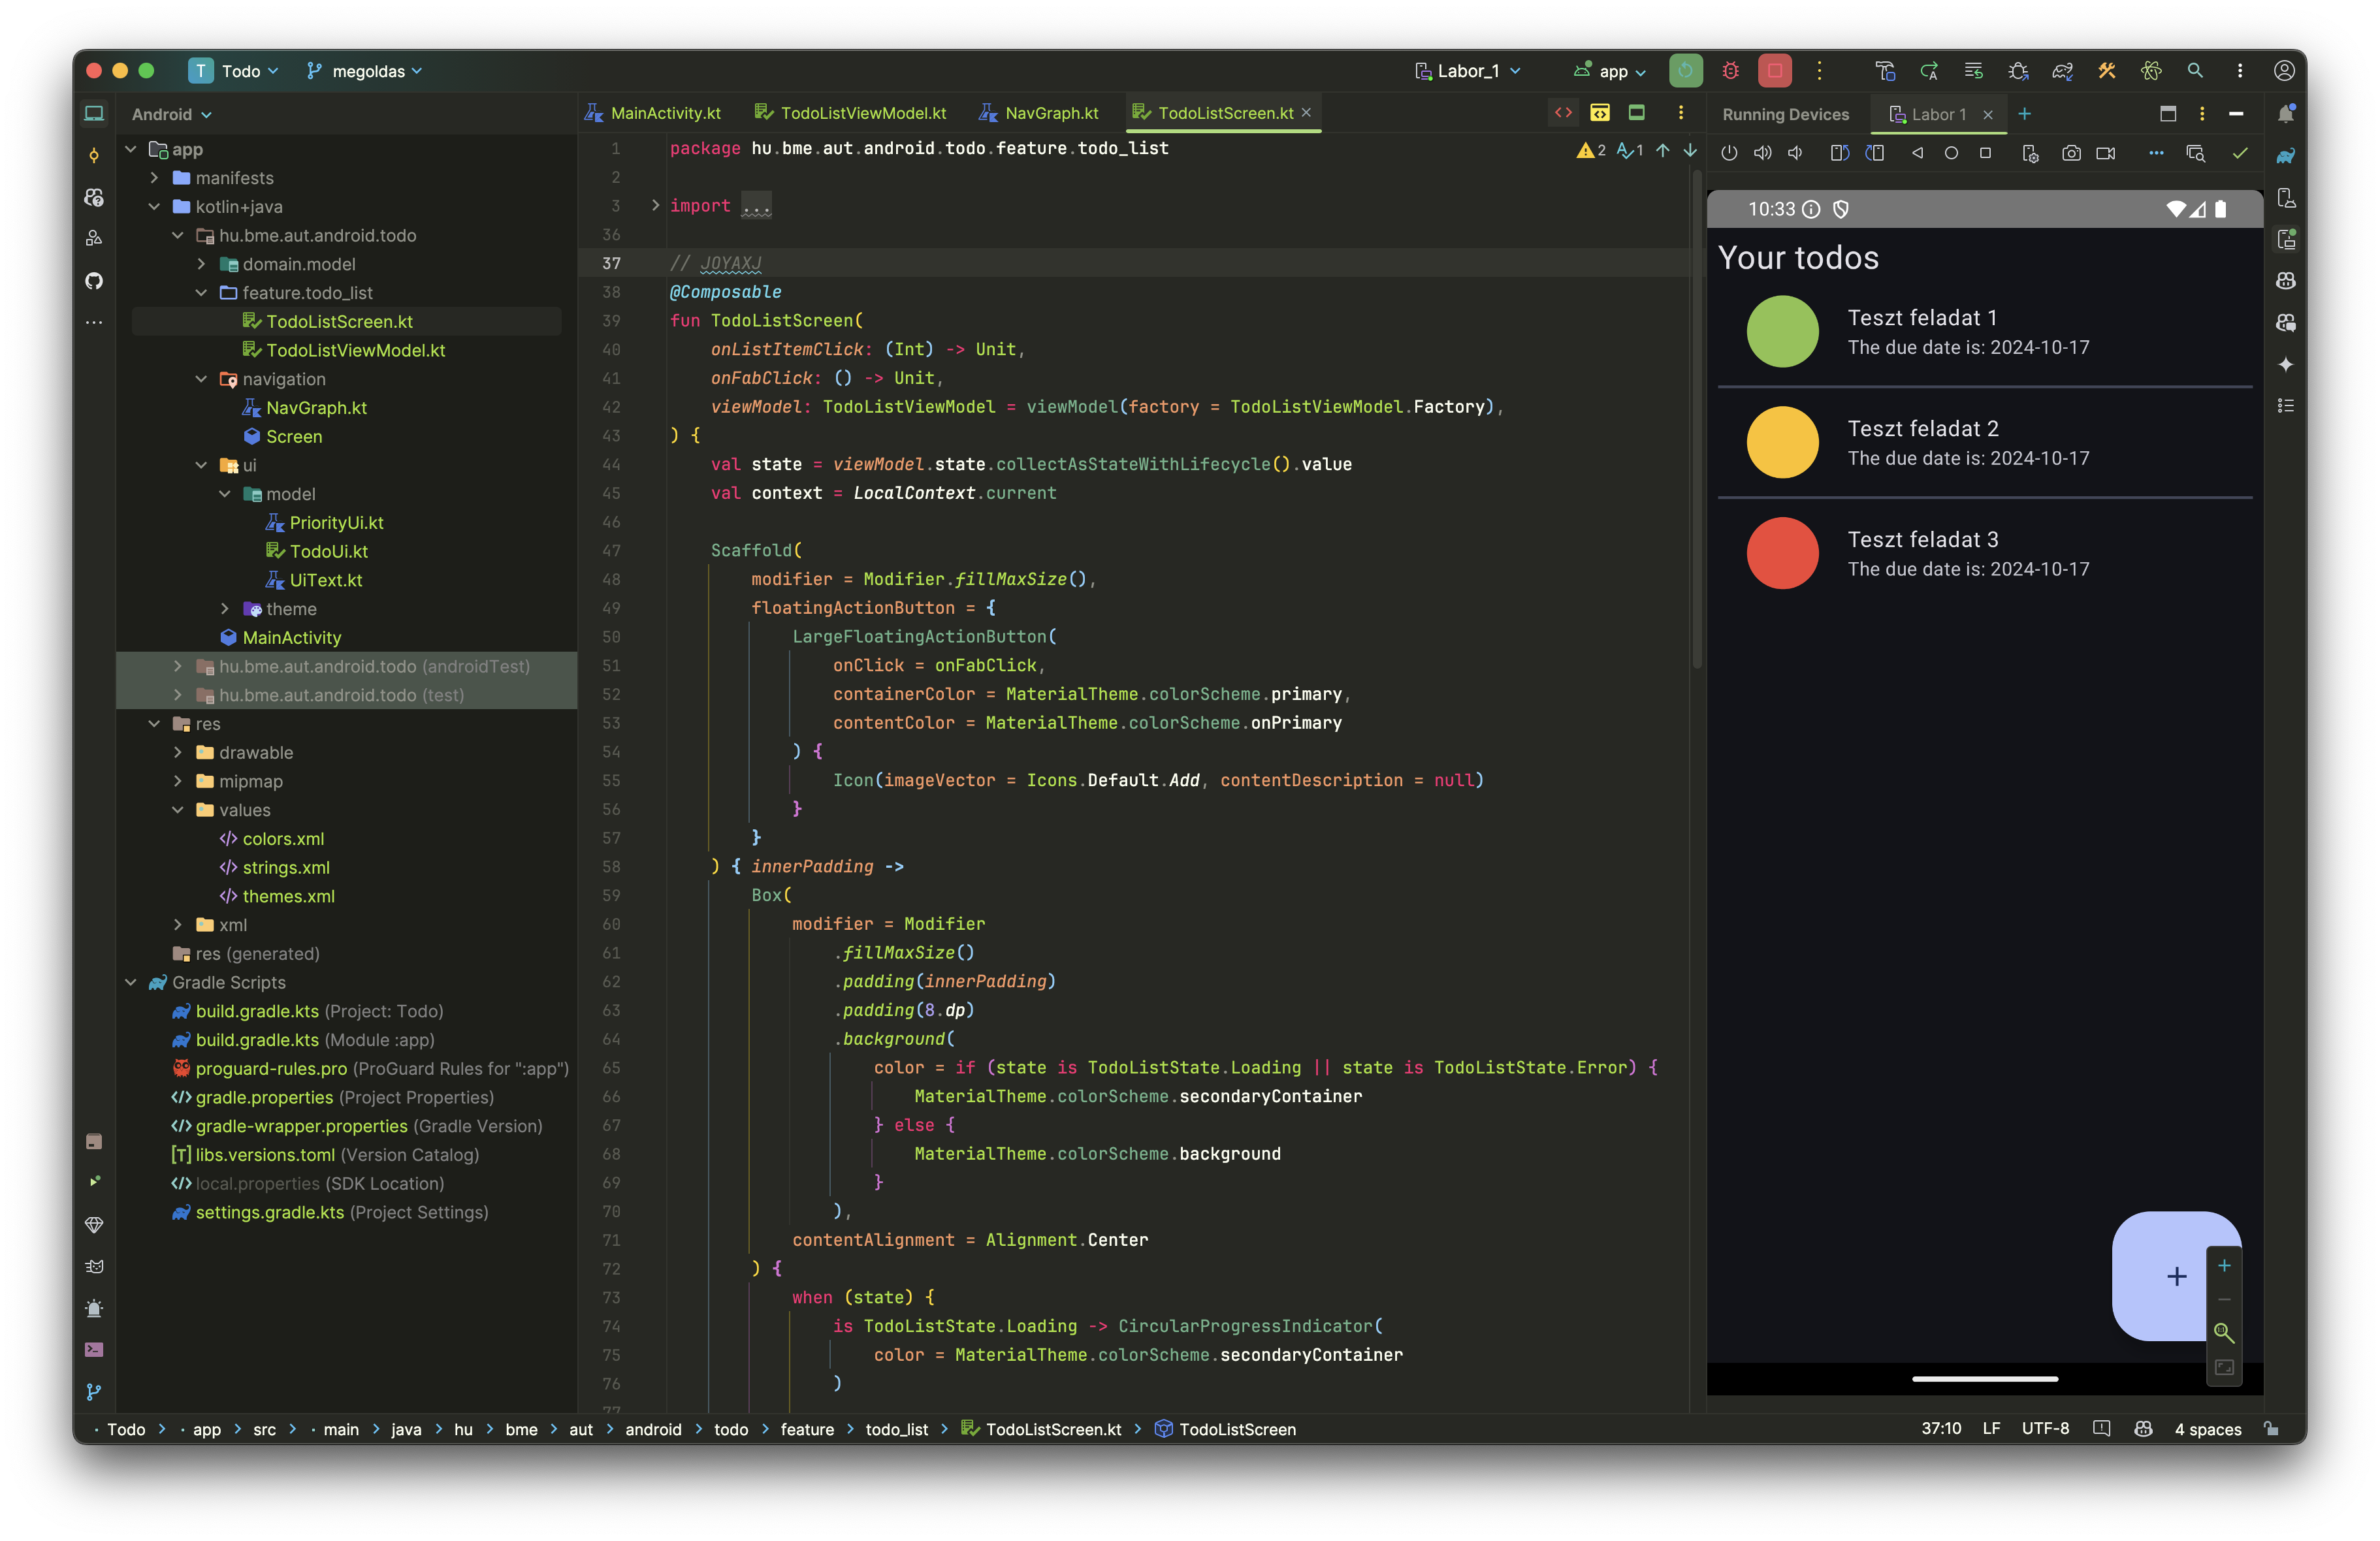 T Todo megoldas Labor_1 app
Android
app
manifests
kotlin+java
hu.bme.aut.android.todo
domain.model
feature.todo_list
TodoListScreen.kt
TodoListViewModel.kt
navigation
NavGraph.kt
Screen
ui
model
PriorityUi.kt
TodoUi.kt
UiText.kt
theme
MainActivity
hu.bme.aut.android.todo (androidTest)
hu.bme.aut.android.todo (test)
res
drawable
mipmap
values
colors.xml
strings.xml
themes.xml
xml
res (generated)
Gradle Scripts
build.gradle.kts (Project: Todo)
build.gradle.kts (Module :app)
proguard-rules.pro (ProGuard Rules for ":app")
gradle.properties (Project Properties)
gradle-wrapper.properties (Gradle Version)
[T] libs.versions.toml (Version Catalog)
local.properties (SDK Location)
settings.gradle.kts (Project Settings)
MainActivity.kt TodoListViewModel.kt NavGraph.kt TodoListScreen.kt
2 1
1 package hu.bme.aut.android.todo.feature.todo_list
2
3 import ...
36
37 // JOYAXJ
38 @Composable
39 fun TodoListScreen(
40 onListItemClick: (Int) -> Unit,
41 onFabClick: () -> Unit,
42 viewModel: TodoListViewModel = viewModel(factory = TodoListViewModel.Factory),
43 ) {
44 val state = viewModel.state.collectAsStateWithLifecycle().value
45 val context = LocalContext.current
46
47 Scaffold(
48 modifier = Modifier.fillMaxSize(),
49 floatingActionButton = {
50 LargeFloatingActionButton(
51 onClick = onFabClick,
52 containerColor = MaterialTheme.colorScheme.primary,
53 contentColor = MaterialTheme.colorScheme.onPrimary
54 ) {
55 Icon(imageVector = Icons.Default.Add, contentDescription = null)
56 }
57 }
58 ) { innerPadding ->
59 Box(
60 modifier = Modifier
61 .fillMaxSize()
62 .padding(innerPadding)
63 .padding(8.dp)
64 .background(
65 color = if (state is TodoListState.Loading || state is TodoListState.Error) {
66 MaterialTheme.colorScheme.secondaryContainer
67 } else {
68 MaterialTheme.colorScheme.background
69 }
70 ),
71 contentAlignment = Alignment.Center
72 ) {
73 when (state) {
74 is TodoListState.Loading -> CircularProgressIndicator(
75 color = MaterialTheme.colorScheme.secondaryContainer
76 )
77
Running Devices Labor 1
10:33
Your todos
Teszt feladat 1
The due date is: 2024-10-17
Teszt feladat 2
The due date is: 2024-10-17
Teszt feladat 3
The due date is: 2024-10-17
Todo > app > src > main > java > hu > bme > aut > android > todo > feature > todo_list > TodoListScreen.kt > TodoListScreen
37:10 LF UTF-8 4 spaces